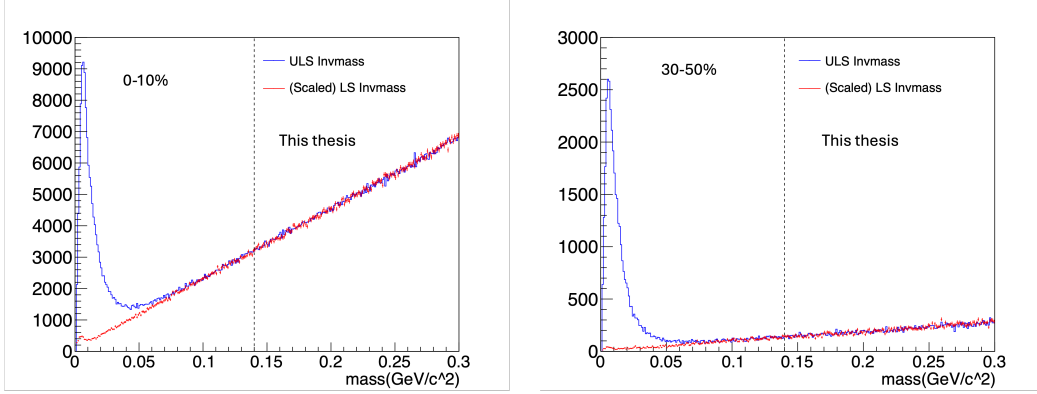 10000
9000
8000
7000
6000
5000
4000
3000
2000
1000
0
0-10%
ULS Invmass
(Scaled) LS Invmass
This thesis
0 0.05 0.1 0.15 0.2 0.25 0.3
mass(GeV/c^2)
3000
2500
2000
1500
1000
500
0
30-50%
ULS Invmass
(Scaled) LS Invmass
This thesis
0 0.05 0.1 0.15 0.2 0.25 0.3
mass(GeV/c^2)